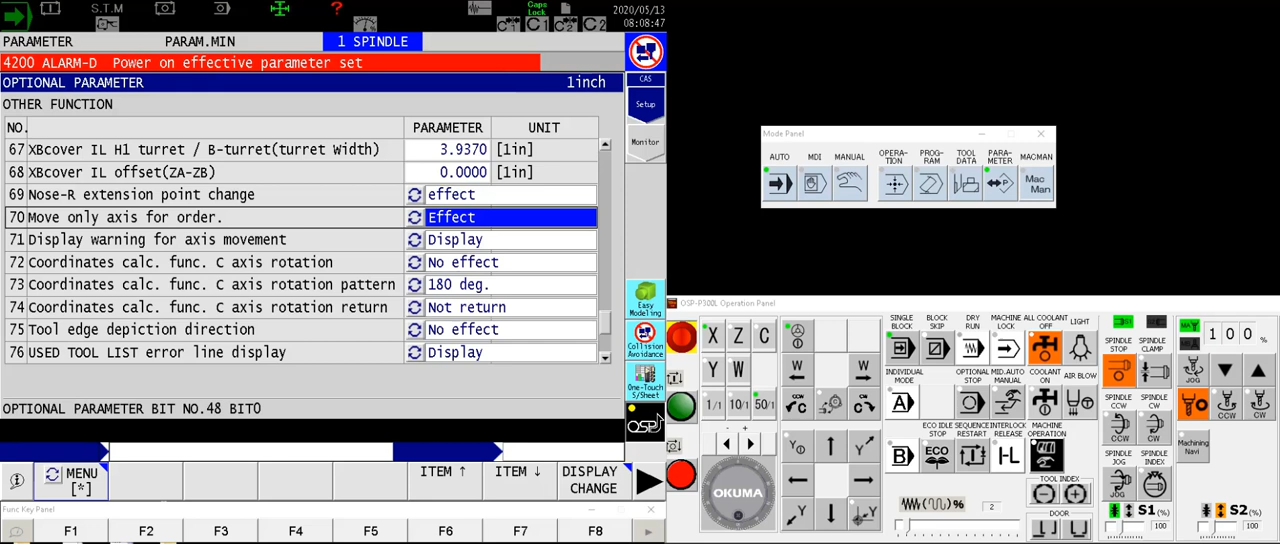 S.T.M
?
Caps Lock
2020/05/13
08:08:47
C1 C2
PARAMETER PARAM.MIN 1 SPINDLE
4200 ALARM-D Power on effective parameter set
OPTIONAL PARAMETER 1inch
OTHER FUNCTION
NO. PARAMETER UNIT
67 XBcover IL H1 turret / B-turret(turret Width) 3.9370 [1in]
68 XBcover IL offset(ZA-ZB) 0.0000 [1in]
69 Nose-R extension point change effect
70 Move only axis for order. Effect
71 Display warning for axis movement Display
72 Coordinates calc. func. C axis rotation No effect
73 Coordinates calc. func. C axis rotation pattern 180 deg.
74 Coordinates calc. func. C axis rotation return Not return
75 Tool edge depiction direction No effect
76 USED TOOL LIST error line display Display
OPTIONAL PARAMETER BIT NO.48 BIT0
CAS
Setup
Monitor
Easy Modeling
Collision Avoidance
One-Touch S/Sheet
OSP
MENU [*] ITEM ↑ ITEM ↓ DISPLAY CHANGE
Func Key Panel
F1 F2 F3 F4 F5 F6 F7 F8
Mode Panel
AUTO MDI MANUAL OPERA-TION PROG-RAM TOOL DATA PARA-METER MACMAN
Mac Man
OSP-P300L Operation Panel
X Z C
Y W
1/1 10/1 50/1
- +
OKUMA
W W
CCW CW
SINGLE BLOCK BLOCK SKIP DRY RUN MACHINE LOCK ALL COOLANT OFF LIGHT
INDIVIDUAL MODE OPTIONAL STOP MID.AUTO MANUAL COOLANT ON AIR BLOW
A
ECO IDLE STOP SEQUENCE RESTART INTERLOCK RELEASE MACHINE OPERATION
B ECO I-L
TOOL INDEX
DOOR
% 2
SPINDLE STOP SPINDLE CLAMP
SPINDLE CCW SPINDLE CW
CCW CW
SPINDLE JOG SPINDLE INDEX
JOG
S1 (%) 100
100 %
JOG
CCW CW
Machining Navi
S2 (%) 100